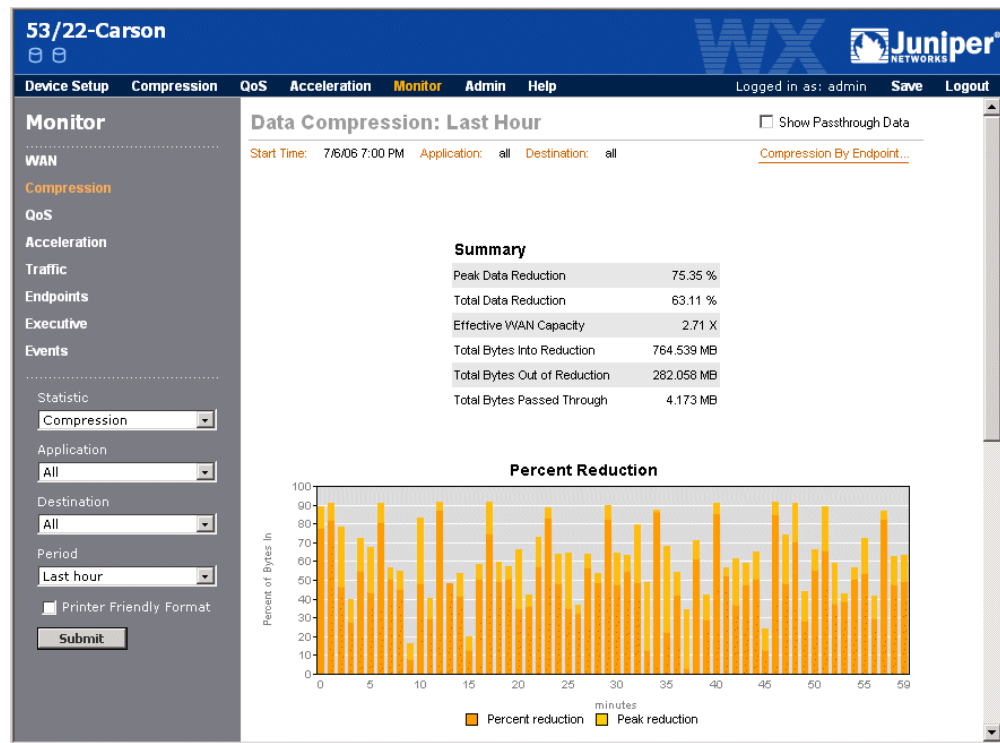 53/22-Carson
WX
Juniper®
NETWORKS
Device Setup Compression QoS Acceleration Monitor Admin Help Logged in as: admin Save Logout
Monitor
WAN
Compression
QoS
Acceleration
Traffic
Endpoints
Executive
Events
Statistic
Compression
Application
All
Destination
All
Period
Last hour
Printer Friendly Format
Submit
Data Compression: Last Hour
Show Passthrough Data
Start Time: 7/6/06 7:00 PM Application: all Destination: all
Compression By Endpoint...
Summary
Peak Data Reduction 75.35 %
Total Data Reduction 63.11 %
Effective WAN Capacity 2.71 X
Total Bytes Into Reduction 764.539 MB
Total Bytes Out of Reduction 282.058 MB
Total Bytes Passed Through 4.173 MB
Percent Reduction
Percent of Bytes In
100
90
80
70
60
50
40
30
20
10
0
0 5 10 15 20 25 30 35 40 45 50 55 59
minutes
Percent reduction Peak reduction